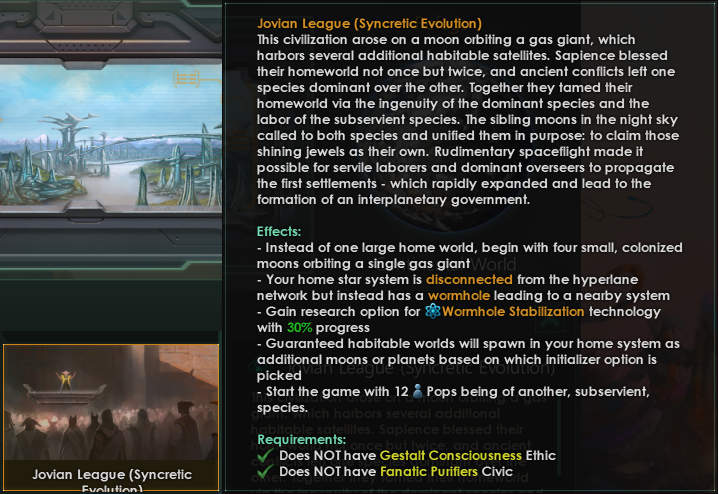 Jovian League (Syncretic Evolution)
This civilization arose on a moon orbiting a gas giant, which
harbors several additional habitable satellites. Sapience blessed
their homeworld not once but twice, and ancient conflicts left one
species dominant over the other. Together they tamed their
homeworld via the ingenuity of the dominant species and the
labor of the subservient species. The sibling moons in the night sky
called to both species and unified them in purpose: to claim those
shining jewels as their own. Rudimentary spaceflight made it
possible for servile laborers and dominant overseers to propagate
the first settlements - which rapidly expanded and lead to the
formation of an interplanetary government.
Effects:
- Instead of one large home world, begin with four small, colonized
moons orbiting a single gas giant
- Your home star system is disconnected from the hyperlane
network but instead has a wormhole leading to a nearby system
- Gain research option for Wormhole Stabilization technology
with 30% progress
- Guaranteed habitable worlds will spawn in your home system as
additional moons or planets based on which initializer option is
picked
- Start the game with 12 Pops being of another, subservient,
species.
Requirements:
Does NOT have Gestalt Consciousness Ethic
Does NOT have Fanatic Purifiers Civic
Jovian League (Syncretic
Evolution)